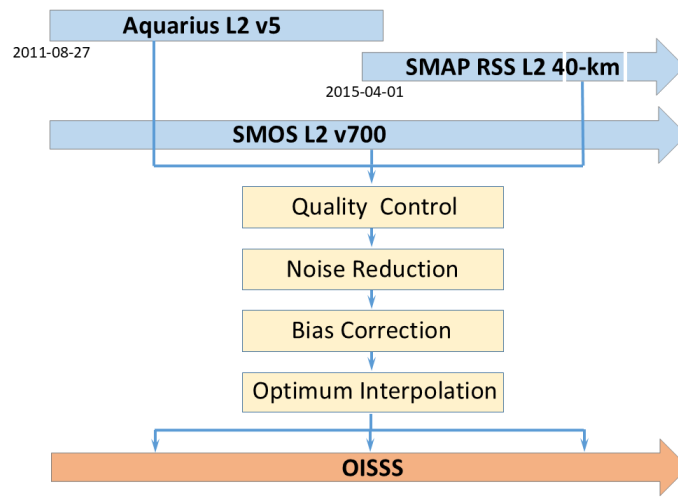 Aquarius L2 v5
2011-08-27
SMAP RSS L2 40-km
2015-04-01
SMOS L2 v700
Quality Control
Noise Reduction
Bias Correction
Optimum Interpolation
OISSS